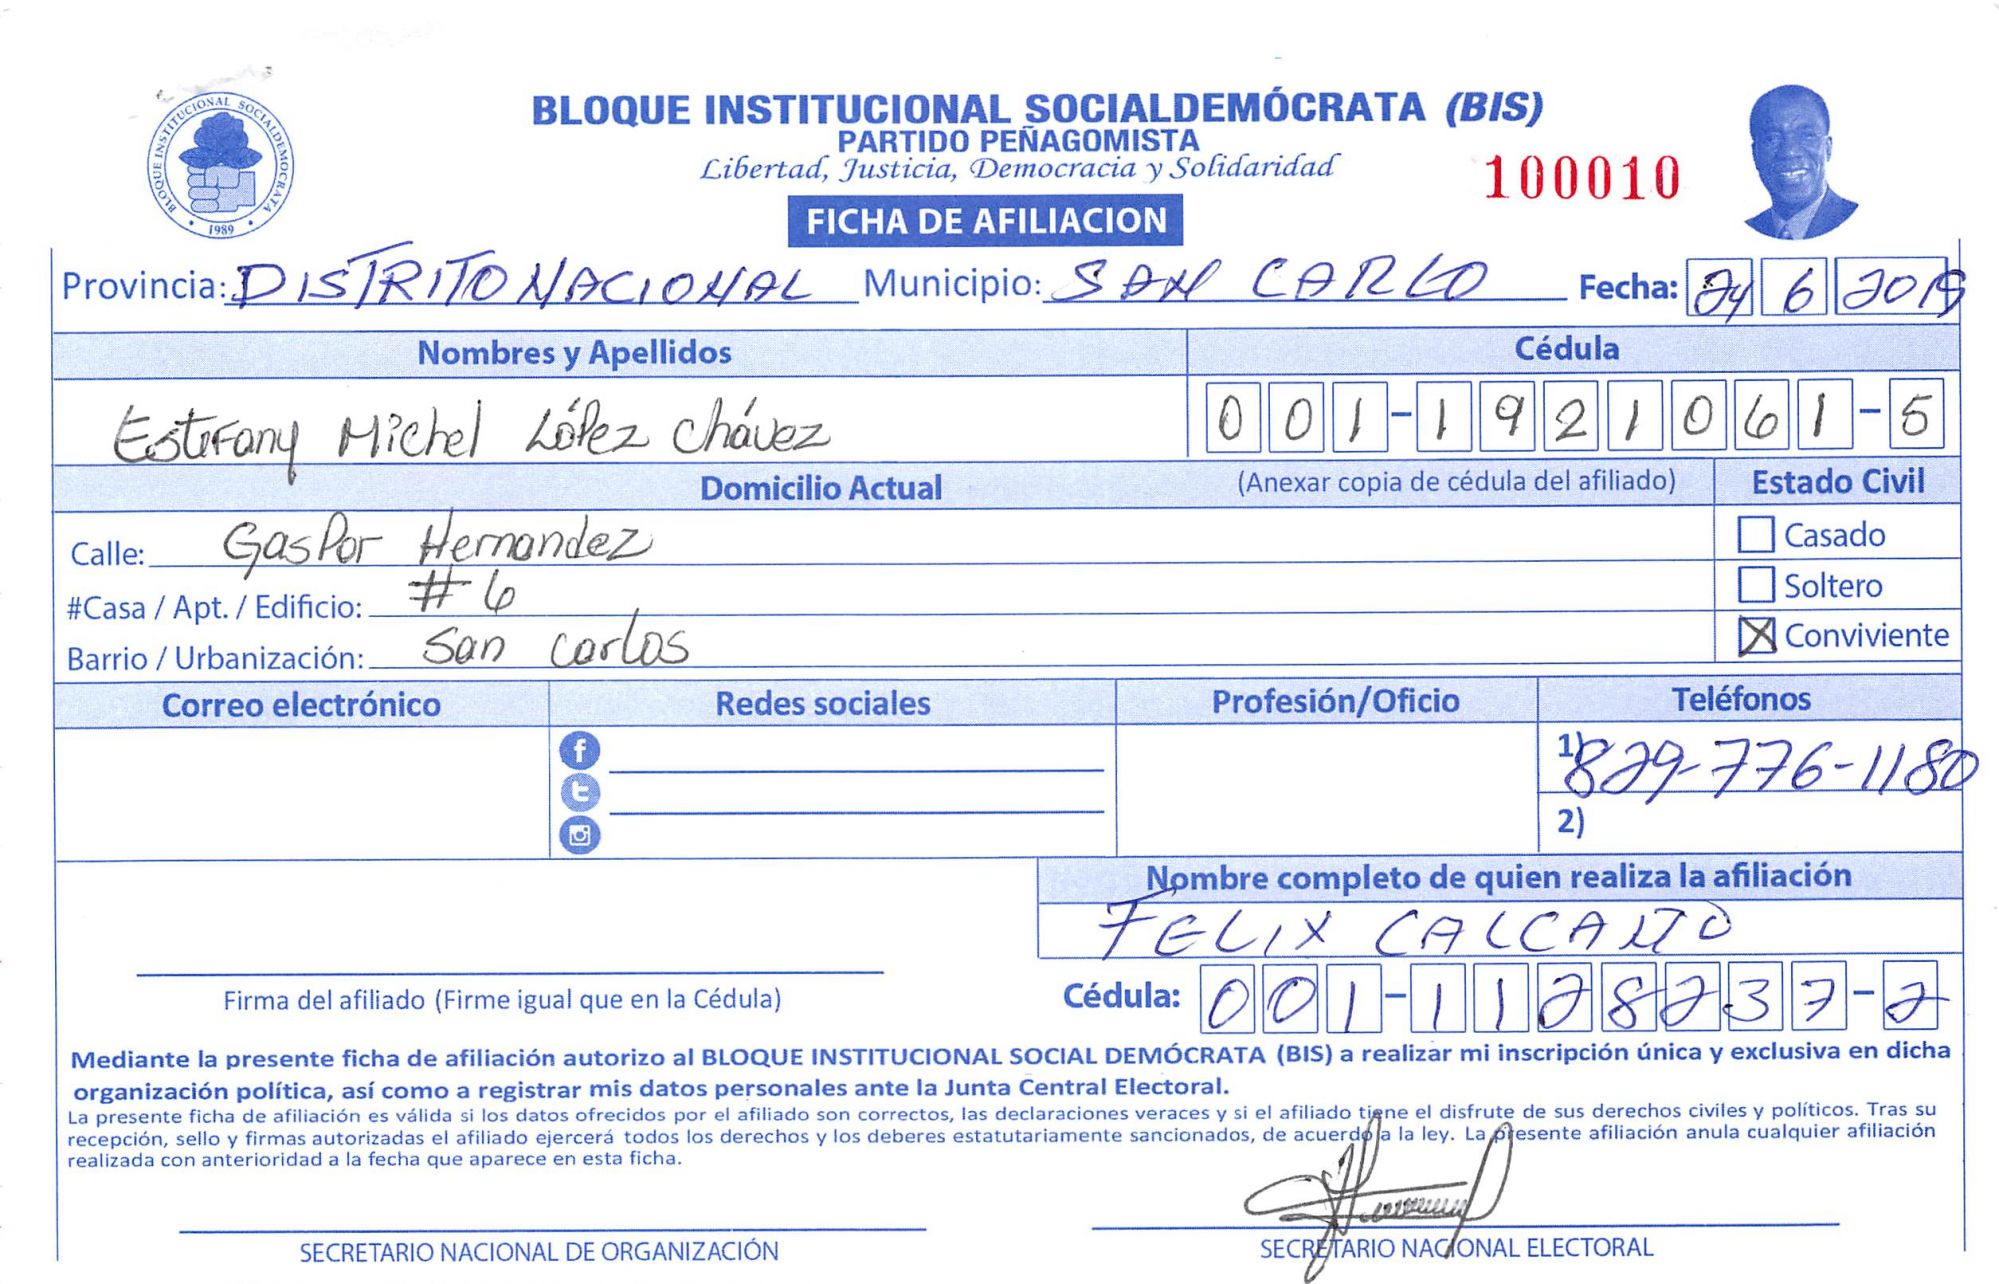 BLOQUE INSTITUCIONAL SOCIALDEMÓCRATA (BIS)
PARTIDO PEÑAGOMISTA
Libertad, Justicia, Democracia y Solidaridad
100010
FICHA DE AFILIACION
BLOQUE INSTITUCIONAL SOCIALDEMOCRATA
1989
Provincia: DISTRITO NACIONAL Municipio: SAN CARLO Fecha: 24 6 2019
Nombres y Apellidos Cédula
Estefany Michel López Chávez 001-1921061-5
Domicilio Actual (Anexar copia de cédula del afiliado) Estado Civil
Calle: Gaspor Hernandez Casado
#Casa / Apt. / Edificio: #6 Soltero
Barrio / Urbanización: San Carlos X Conviviente
Correo electrónico Redes sociales Profesión/Oficio Teléfonos
1) 829-776-1180
2)
Nombre completo de quien realiza la afiliación
FELIX CALCAÑO
Firma del afiliado (Firme igual que en la Cédula) Cédula: 001-1128237-2
Mediante la presente ficha de afiliación autorizo al BLOQUE INSTITUCIONAL SOCIAL DEMÓCRATA (BIS) a realizar mi inscripción única y exclusiva en dicha
organización política, así como a registrar mis datos personales ante la Junta Central Electoral.
La presente ficha de afiliación es válida si los datos ofrecidos por el afiliado son correctos, las declaraciones veraces y si el afiliado tiene el disfrute de sus derechos civiles y políticos. Tras su
recepción, sello y firmas autorizadas el afiliado ejercerá todos los derechos y los deberes estatutariamente sancionados, de acuerdo a la ley. La presente afiliación anula cualquier afiliación
realizada con anterioridad a la fecha que aparece en esta ficha.
SECRETARIO NACIONAL DE ORGANIZACIÓN SECRETARIO NACIONAL ELECTORAL